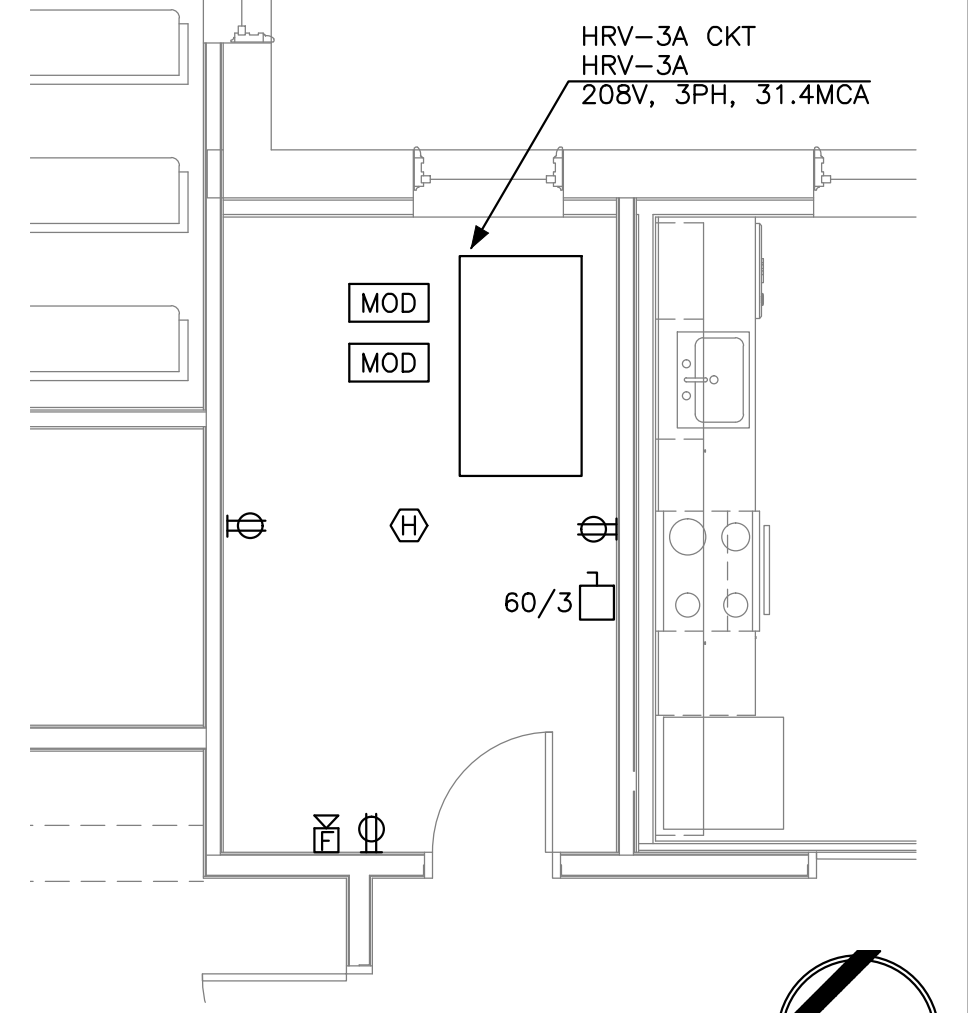 HRV-3A CKT
HRV-3A
208V, 3PH, 31.4MCA
MOD
MOD
H
60/3
F